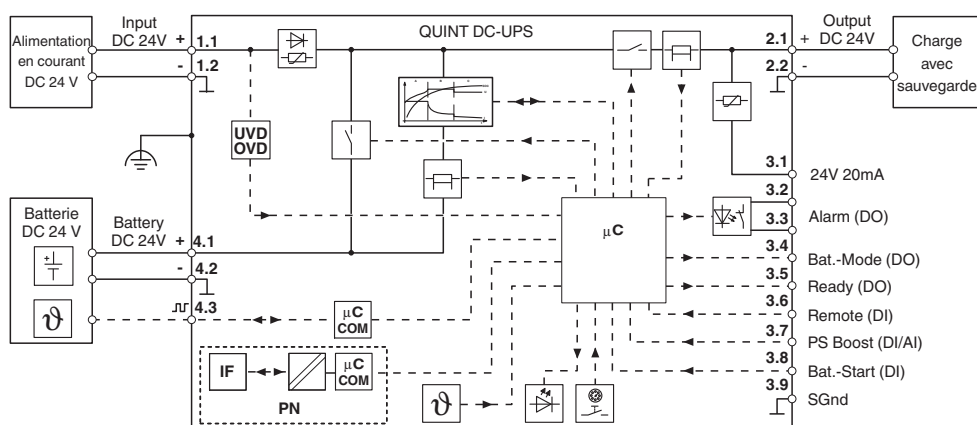 Input
DC 24V
+
1.1
-
1.2
Alimentation
en courant
DC 24 V
QUINT DC-UPS
Output
+ DC 24V
2.1
2.2
-
Charge
avec
sauvegarde
UVD
OVD
3.1
24V 20mA
3.2
3.3
Alarm (DO)
µC
Batterie
DC 24 V
+
Battery
DC 24V
+
4.1
-
4.2
4.3
ϑ
µC
COM
3.4
Bat.-Mode (DO)
3.5
Ready (DO)
3.6
Remote (DI)
3.7
PS Boost (DI/AI)
3.8
Bat.-Start (DI)
3.9
SGnd
IF
µC
COM
PN
ϑ